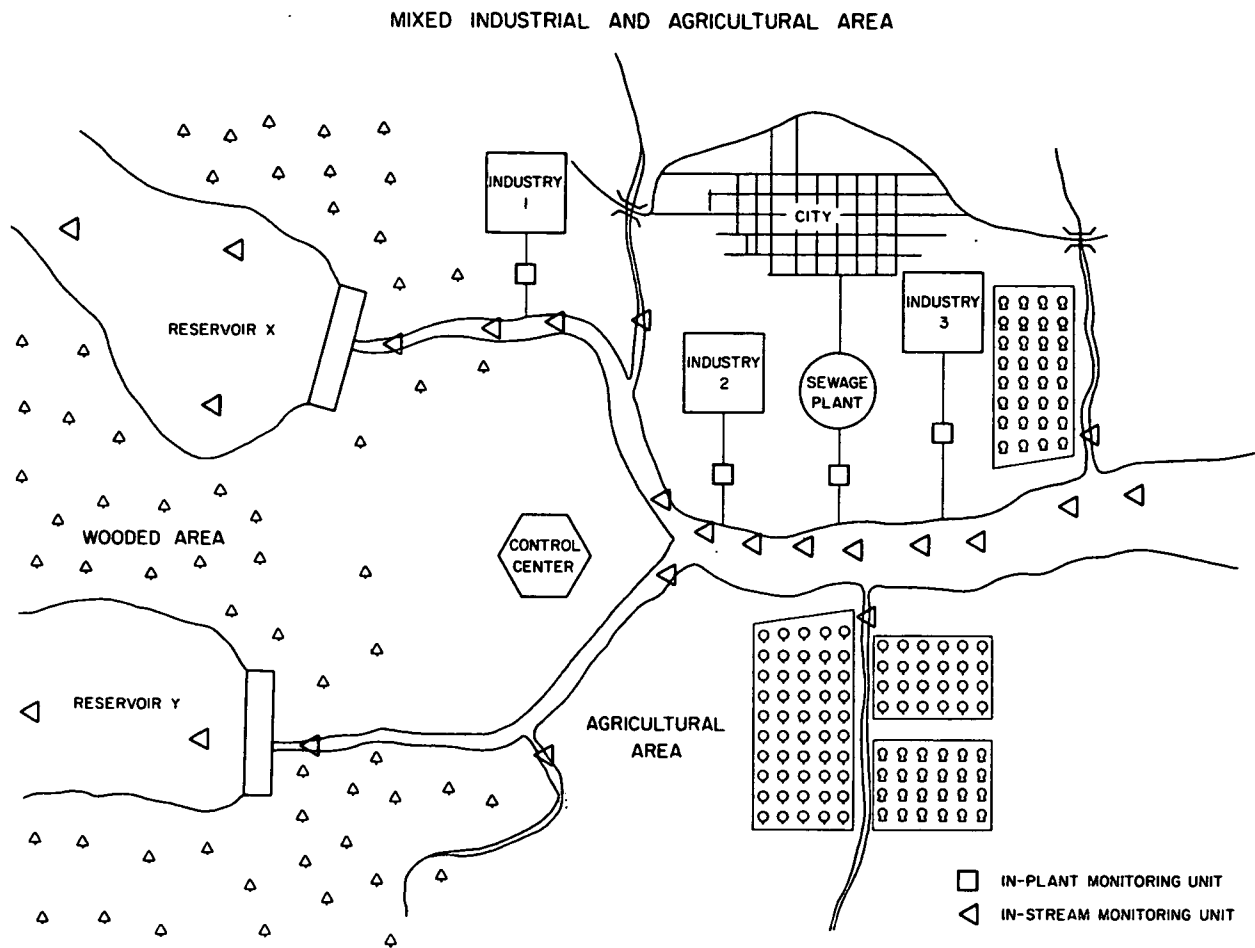 MIXED INDUSTRIAL AND AGRICULTURAL AREA
INDUSTRY
1
CITY
RESERVOIR X
INDUSTRY
3
INDUSTRY
2
SEWAGE
PLANT
WOODED AREA
CONTROL
CENTER
RESERVOIR Y
AGRICULTURAL
AREA
IN-PLANT MONITORING UNIT
IN-STREAM MONITORING UNIT